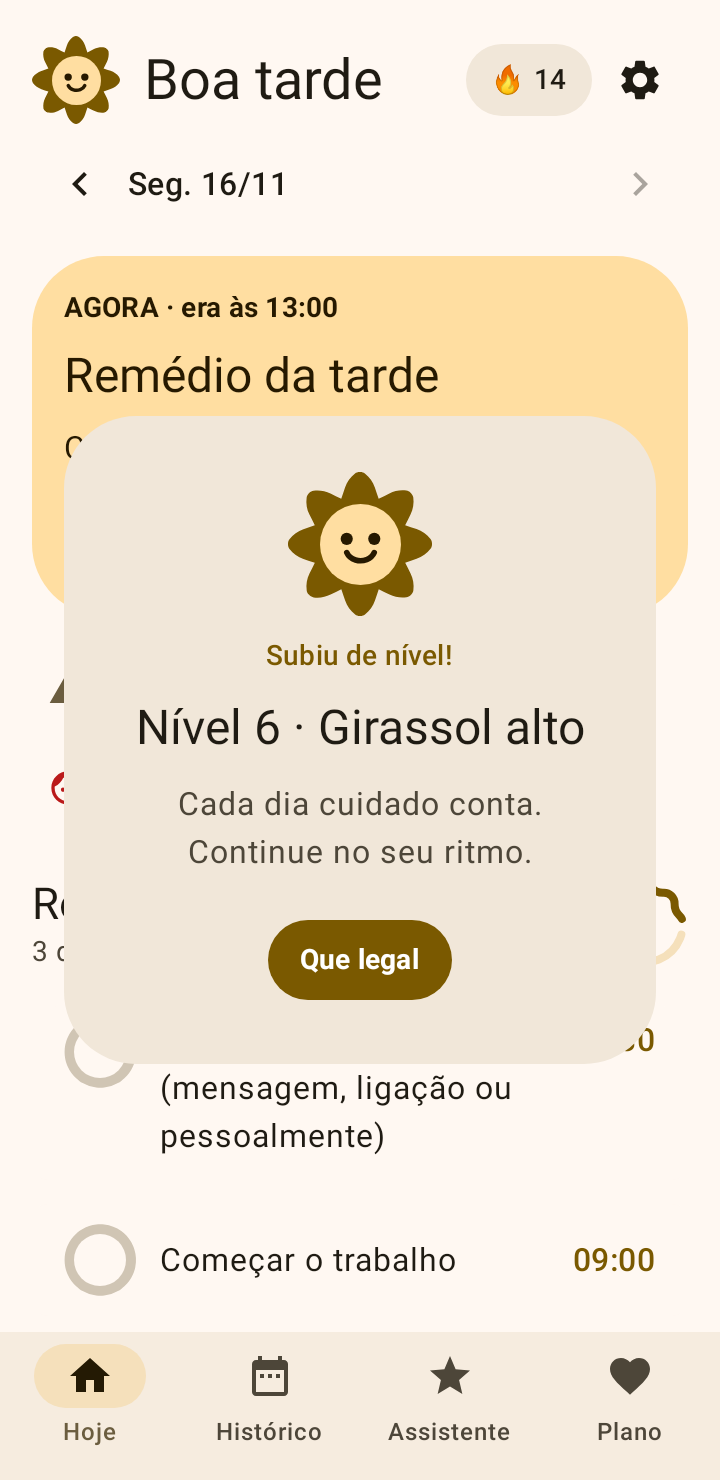 Boa tarde
🔥 14
Seg. 16/11
AGORA · era às 13:00
Remédio da tarde
Subiu de nível!
Nível 6 · Girassol alto
Cada dia cuidado conta.
Continue no seu ritmo.
Que legal
(mensagem, ligação ou
pessoalmente)
Começar o trabalho
09:00
Hoje
Histórico
Assistente
Plano